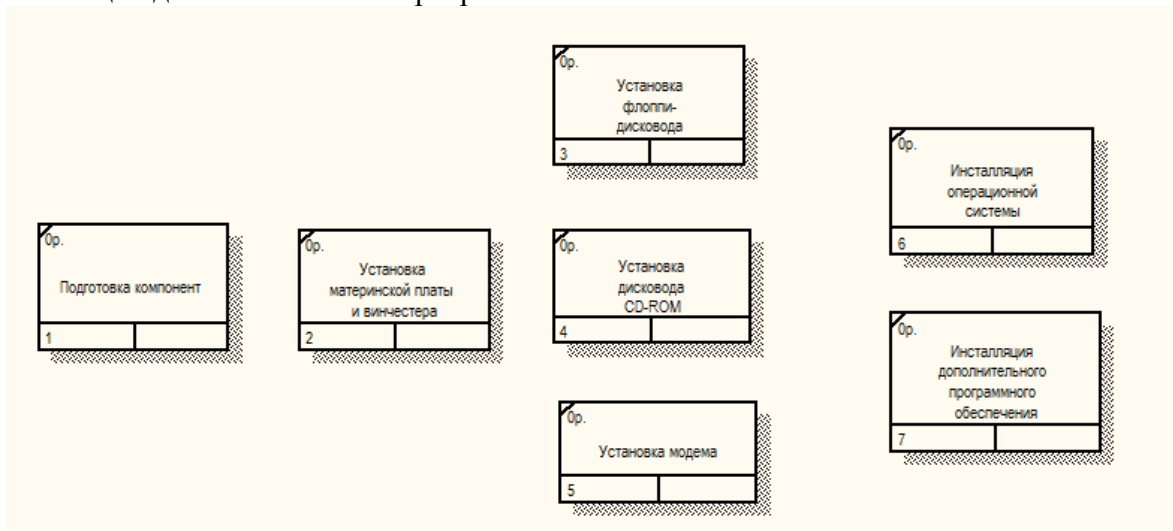 0р.
Подготовка компонент
1
0р.
Установка
материнской платы
и винчестера
2
0р.
Установка
флоппи-
дисковода
3
0р.
Установка
дисковода
CD-ROM
4
0р.
Установка модема
5
0р.
Инсталляция
операционной
системы
6
0р.
Инсталляция
дополнительного
программного
обеспечения
7